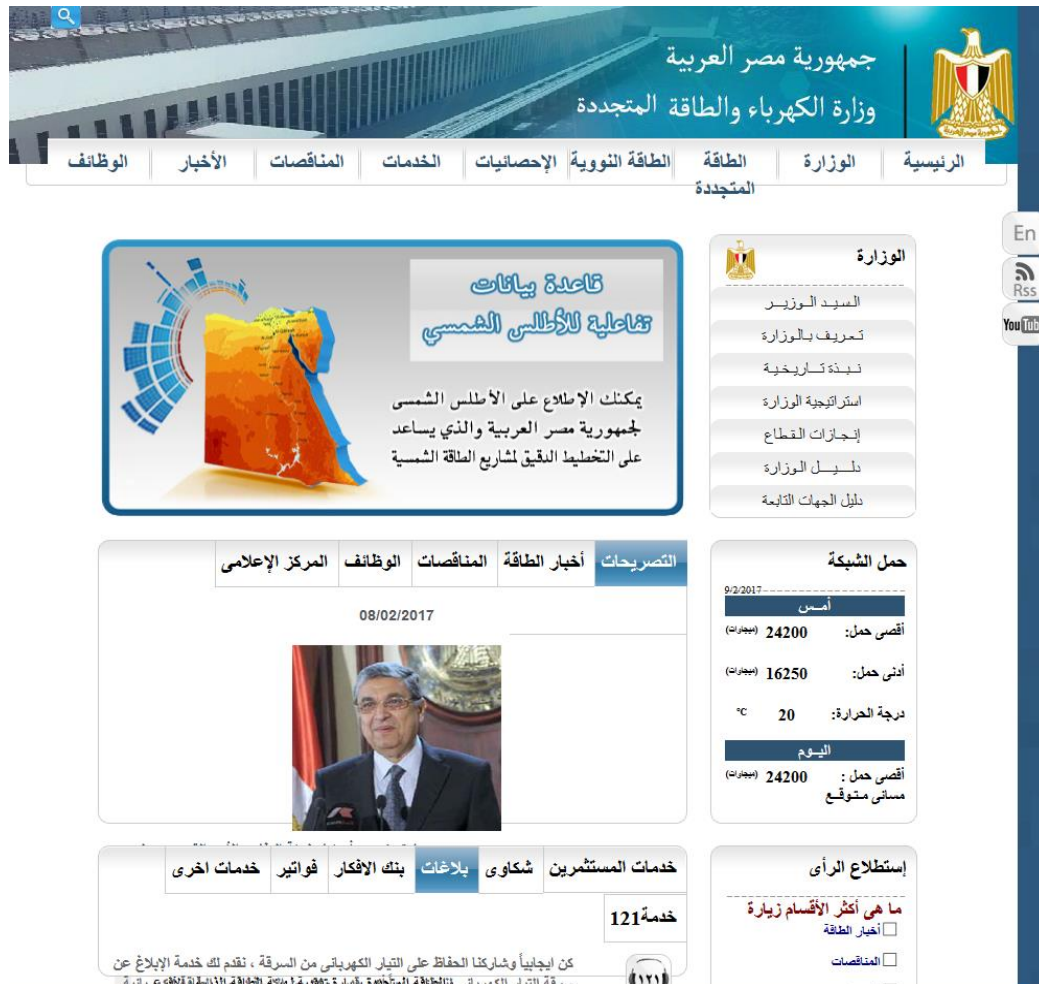 جمهورية مصر العربية
وزارة الكهرباء والطاقة المتجددة
الرئيسية
الوزارة
الطاقة المتجددة
الطاقة النووية
الإحصائيات
الخدمات
المناقصات
الأخبار
الوظائف
En
Rss
You Tub
الوزارة
السيد الوزير
تعريف بالوزارة
نبذة تاريخية
استراتيجية الوزارة
إنجازات القطاع
دليل الوزارة
دليل الجهات التابعة
قاعدة بيانات
تفاعلية للأطلس الشمسي
يمكنك الإطلاع على الأطلس الشمسى
لجمهورية مصر العربية والذي يساعد
على التخطيط الدقيق لمشاريع الطاقة الشمسية
حمل الشبكة
9/2/2017
أمس
أقصى حمل: 24200 (ميجاوات)
أدنى حمل: 16250 (ميجاوات)
درجة الحرارة: 20 °C
اليوم
أقصى حمل : 24200 (ميجاوات)
مسائى متوقع
التصريحات
أخبار الطاقة
المناقصات
الوظائف
المركز الإعلامى
08/02/2017
إستطلاع الرأى
ما هى أكثر الأقسام زيارة
أخبار الطاقة
المناقصات
خدمات المستثمرين
شكاوى
بلاغات
بنك الافكار
فواتير
خدمات اخرى
خدمة121
كن ايجابياً وشاركنا الحفاظ على التيار الكهربائى من السرقة ، نقدم لك خدمة الإبلاغ عن
(١٢١)